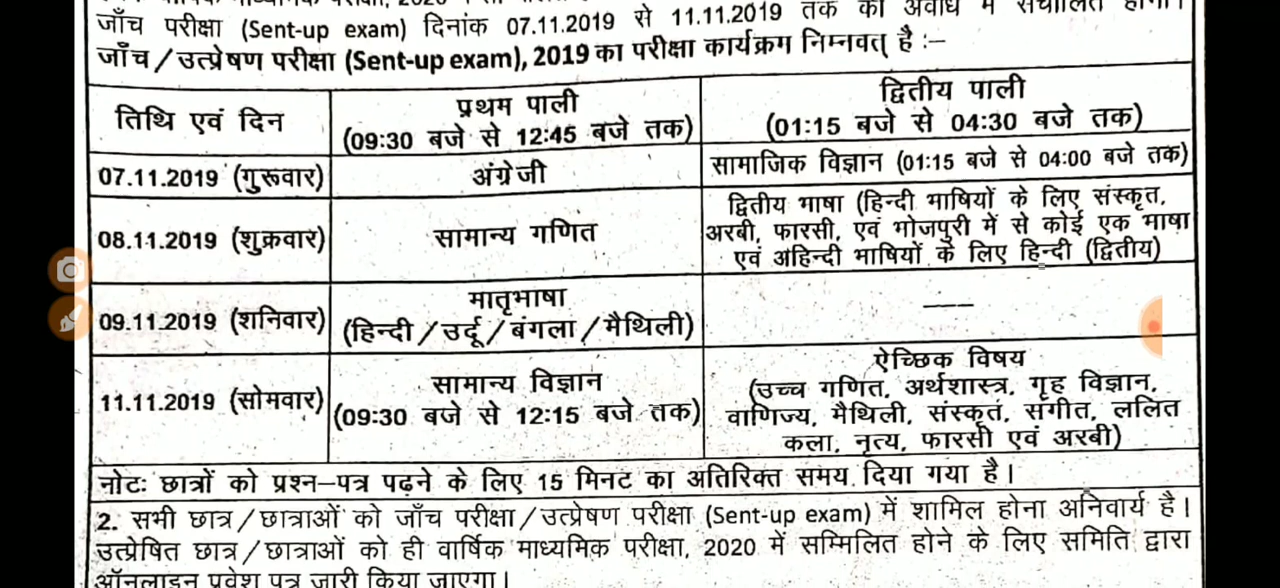 जाँच परीक्षा (Sent-up exam) दिनांक 07.11.2019 से 11.11.2019 तक की अवधि में संचालित होगी।
जाँच/उत्प्रेषण परीक्षा (Sent-up exam), 2019 का परीक्षा कार्यक्रम निम्नवत् है :–
तिथि एवं दिन
प्रथम पाली
(09:30 बजे से 12:45 बजे तक)
द्वितीय पाली
(01:15 बजे से 04:30 बजे तक)
07.11.2019 (गुरूवार)
अंग्रेजी
सामाजिक विज्ञान (01:15 बजे से 04:00 बजे तक)
08.11.2019 (शुक्रवार)
सामान्य गणित
द्वितीय भाषा (हिन्दी भाषियों के लिए संस्कृत,
अरबी, फारसी, एवं भोजपुरी में से कोई एक भाषा
एवं अहिन्दी भाषियों के लिए हिन्दी (द्वितीय)
09.11.2019 (शनिवार)
मातृभाषा
(हिन्दी/उर्दू/बंगला/मैथिली)
—
11.11.2019 (सोमवार)
सामान्य विज्ञान
(09:30 बजे से 12:15 बजे तक)
ऐच्छिक विषय
(उच्च गणित, अर्थशास्त्र, गृह विज्ञान,
वाणिज्य, मैथिली, संस्कृत, संगीत, ललित
कला, नृत्य, फारसी एवं अरबी)
नोटः छात्रों को प्रश्न–पत्र पढ़ने के लिए 15 मिनट का अतिरिक्त समय दिया गया है।
2. सभी छात्र/छात्राओं को जाँच परीक्षा/उत्प्रेषण परीक्षा (Sent-up exam) में शामिल होना अनिवार्य है।
उत्प्रेषित छात्र/छात्राओं को ही वार्षिक माध्यमिक परीक्षा, 2020 में सम्मिलित होने के लिए समिति द्वारा
ऑनलाइन प्रवेश पत्र जारी किया जाएगा।